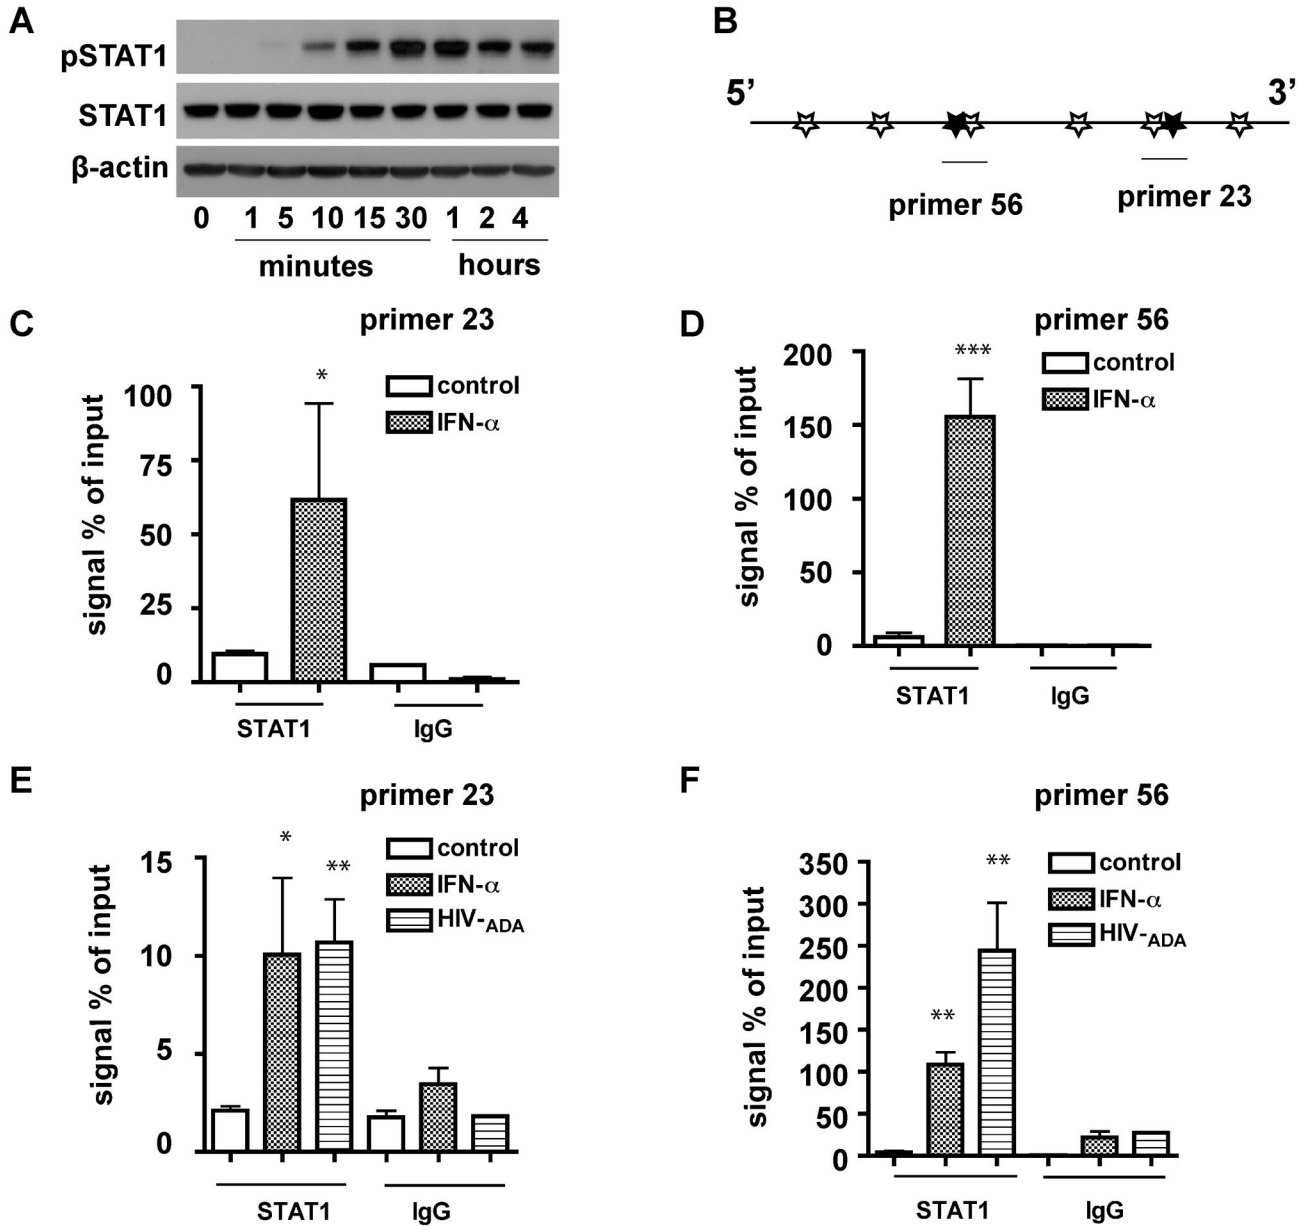 A
pSTAT1
STAT1
β-actin
0 1 5 10 15 30 1 2 4
minutes hours
B
5’ 3’
primer 56
primer 23
C
primer 23
control
IFN-α
*
signal % of input
100
75
50
25
0
STAT1 IgG
D
primer 56
control
IFN-α
***
signal % of input
200
150
100
50
0
STAT1 IgG
E
primer 23
control
IFN-α
HIV-ADA
*
**
signal % of input
15
10
5
0
STAT1 IgG
F
primer 56
control
IFN-α
HIV-ADA
**
**
signal % of input
350
300
250
200
150
100
50
0
STAT1 IgG